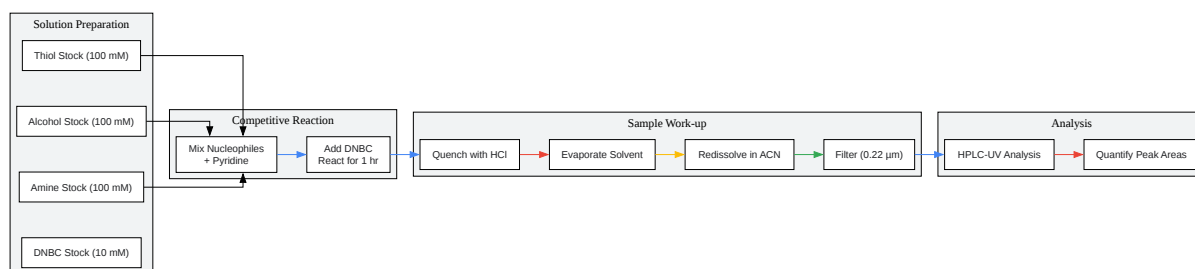 Solution Preparation
Thiol Stock (100 mM)
Alcohol Stock (100 mM)
Amine Stock (100 mM)
DNBC Stock (10 mM)
Competitive Reaction
Mix Nucleophiles
+ Pyridine
Add DNBC
React for 1 hr
Sample Work-up
Quench with HCl
Evaporate Solvent
Redissolve in ACN
Filter (0.22 µm)
Analysis
HPLC-UV Analysis
Quantify Peak Areas